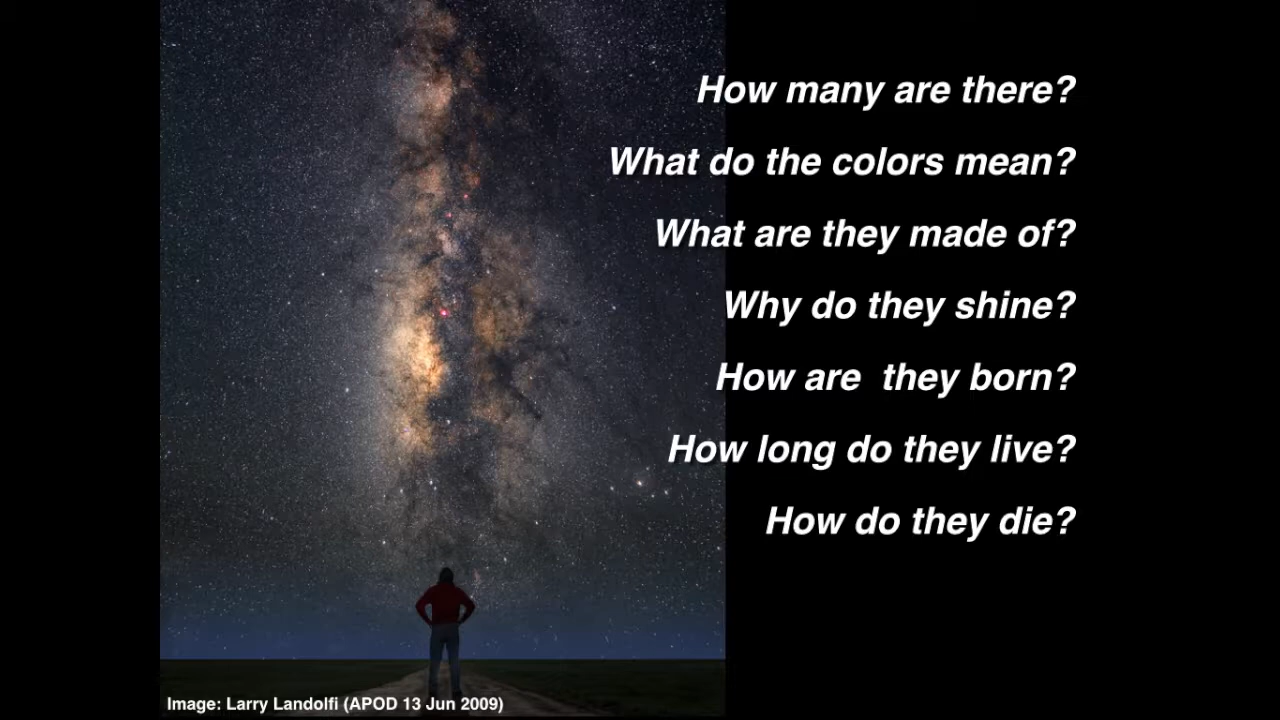 How many are there?
What do the colors mean?
What are they made of?
Why do they shine?
How are  they born?
How long do they live?
How do they die?
Image: Larry Landolfi (APOD 13 Jun 2009)